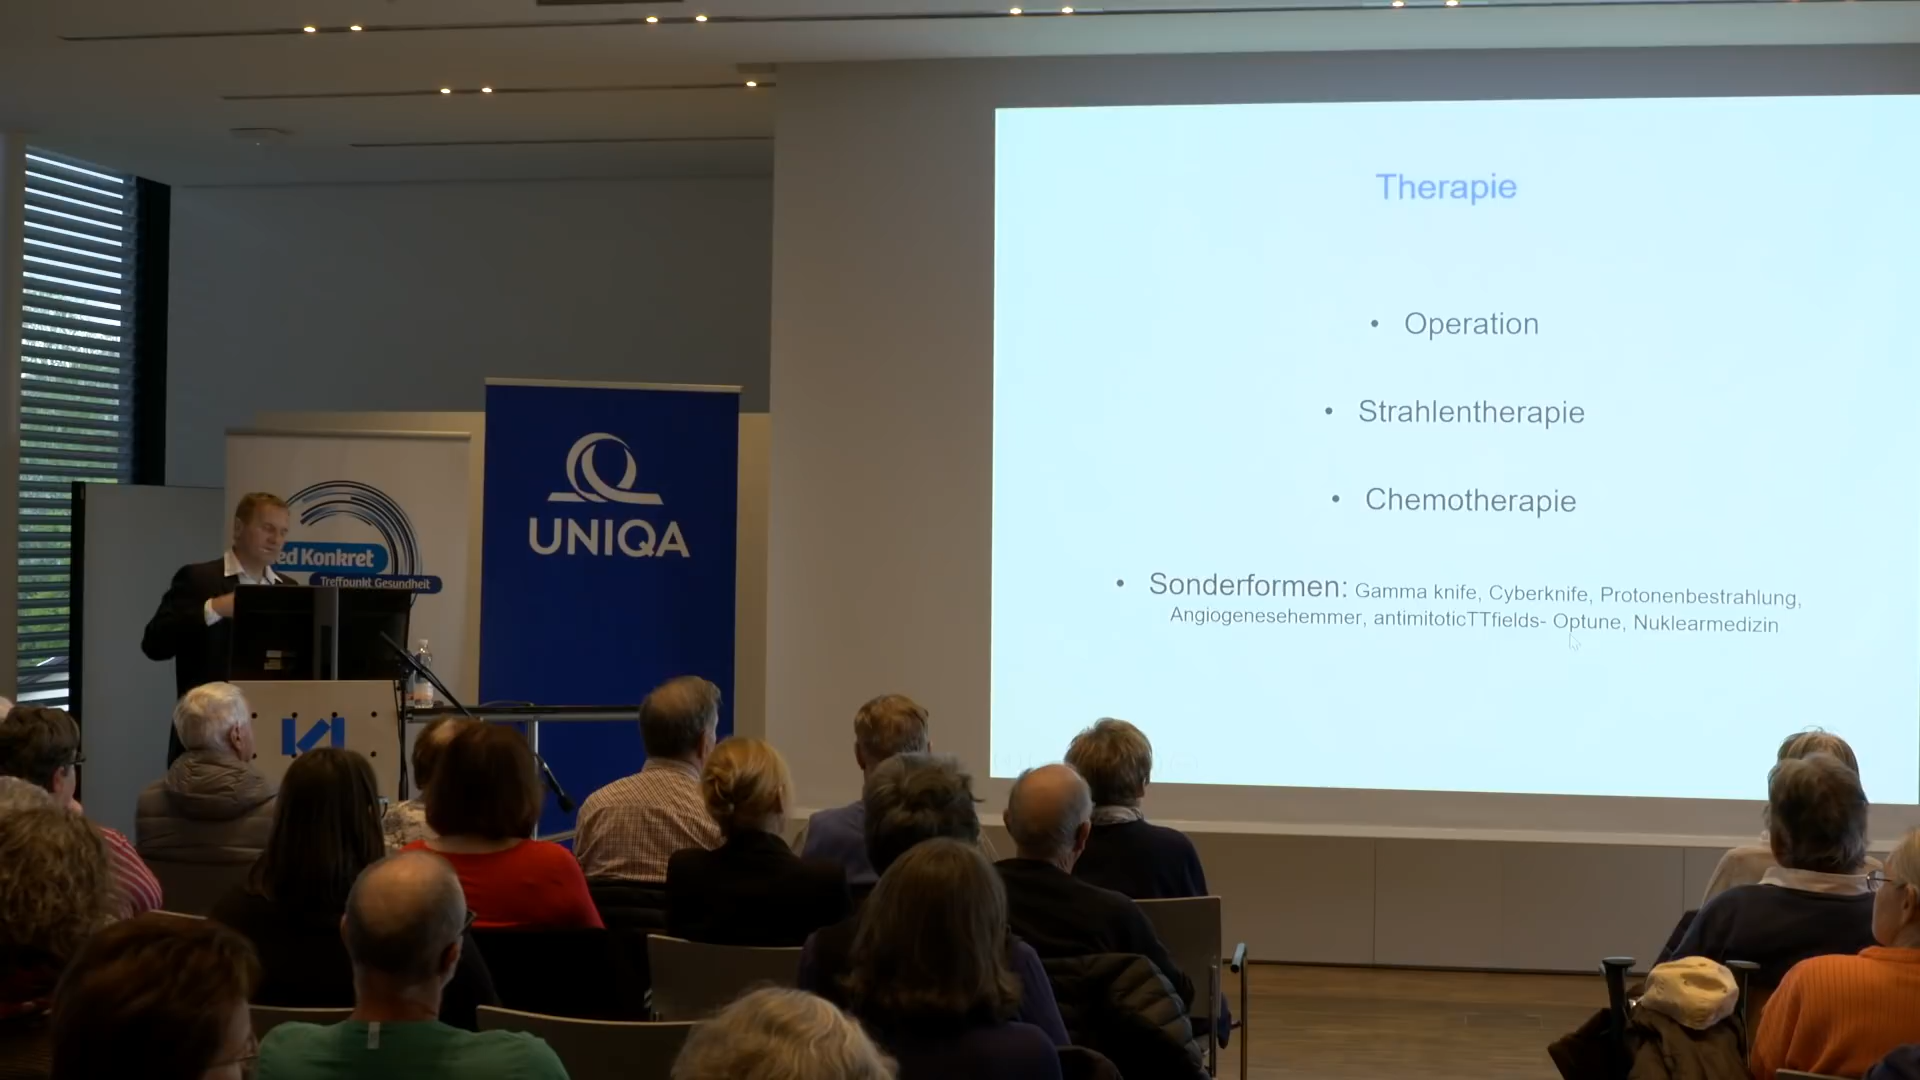 Therapie
• Operation
• Strahlentherapie
• Chemotherapie
• Sonderformen: Gamma knife, Cyberknife, Protonenbestrahlung,
Angiogenesehemmer, antimitoticTTfields- Optune, Nuklearmedizin
UNIQA
ed Konkret
Treffpunkt Gesundheit